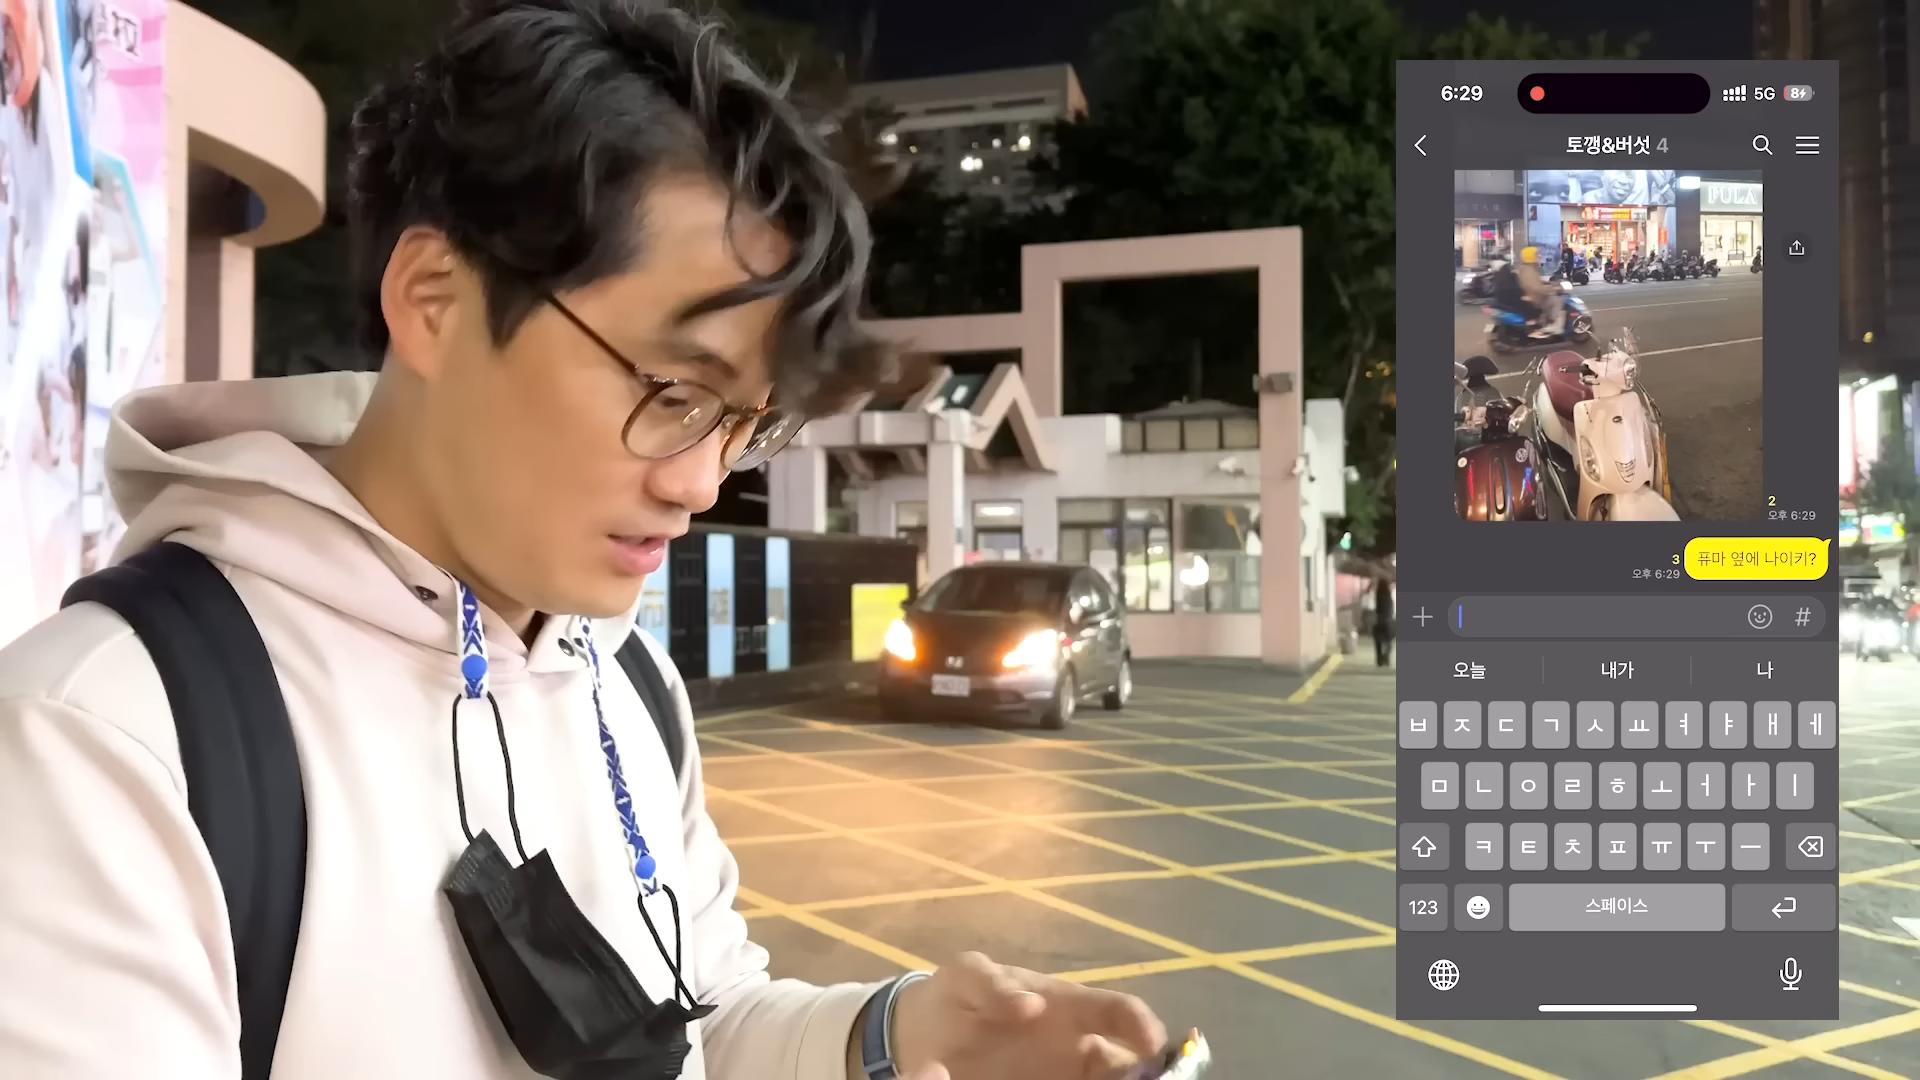 6:29
5G
8
토깽&버섯 4
FULA
2
오후 6:29
3
오후 6:29
퓨마 옆에 나이키?
#
오늘 내가 나
ㅂ ㅈ ㄷ ㄱ ㅅ ㅛ ㅕ ㅑ ㅐ ㅔ
ㅁ ㄴ ㅇ ㄹ ㅎ ㅗ ㅓ ㅏ ㅣ
ㅋ ㅌ ㅊ ㅍ ㅠ ㅜ ㅡ
123 스페이스